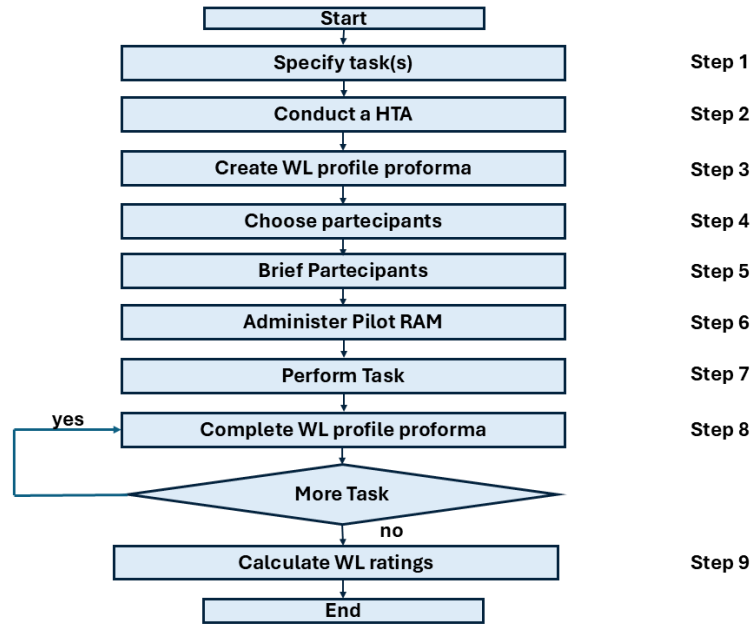 Start
Specify task(s) Step 1
Conduct a HTA Step 2
Create WL profile proforma Step 3
Choose partecipants Step 4
Brief Partecipants Step 5
Administer Pilot RAM Step 6
Perform Task Step 7
yes
Complete WL profile proforma Step 8
More Task
no
Calculate WL ratings Step 9
End